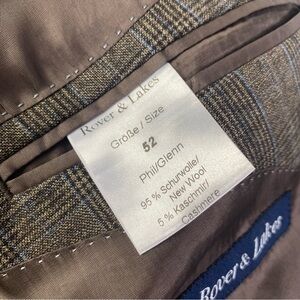 Rover & Lakes
Größe / Size
52
Phil/Glenn
95 % Schurwolle/
New Wool
5 % Kaschmir/
Cashmere
Rover & Lakes